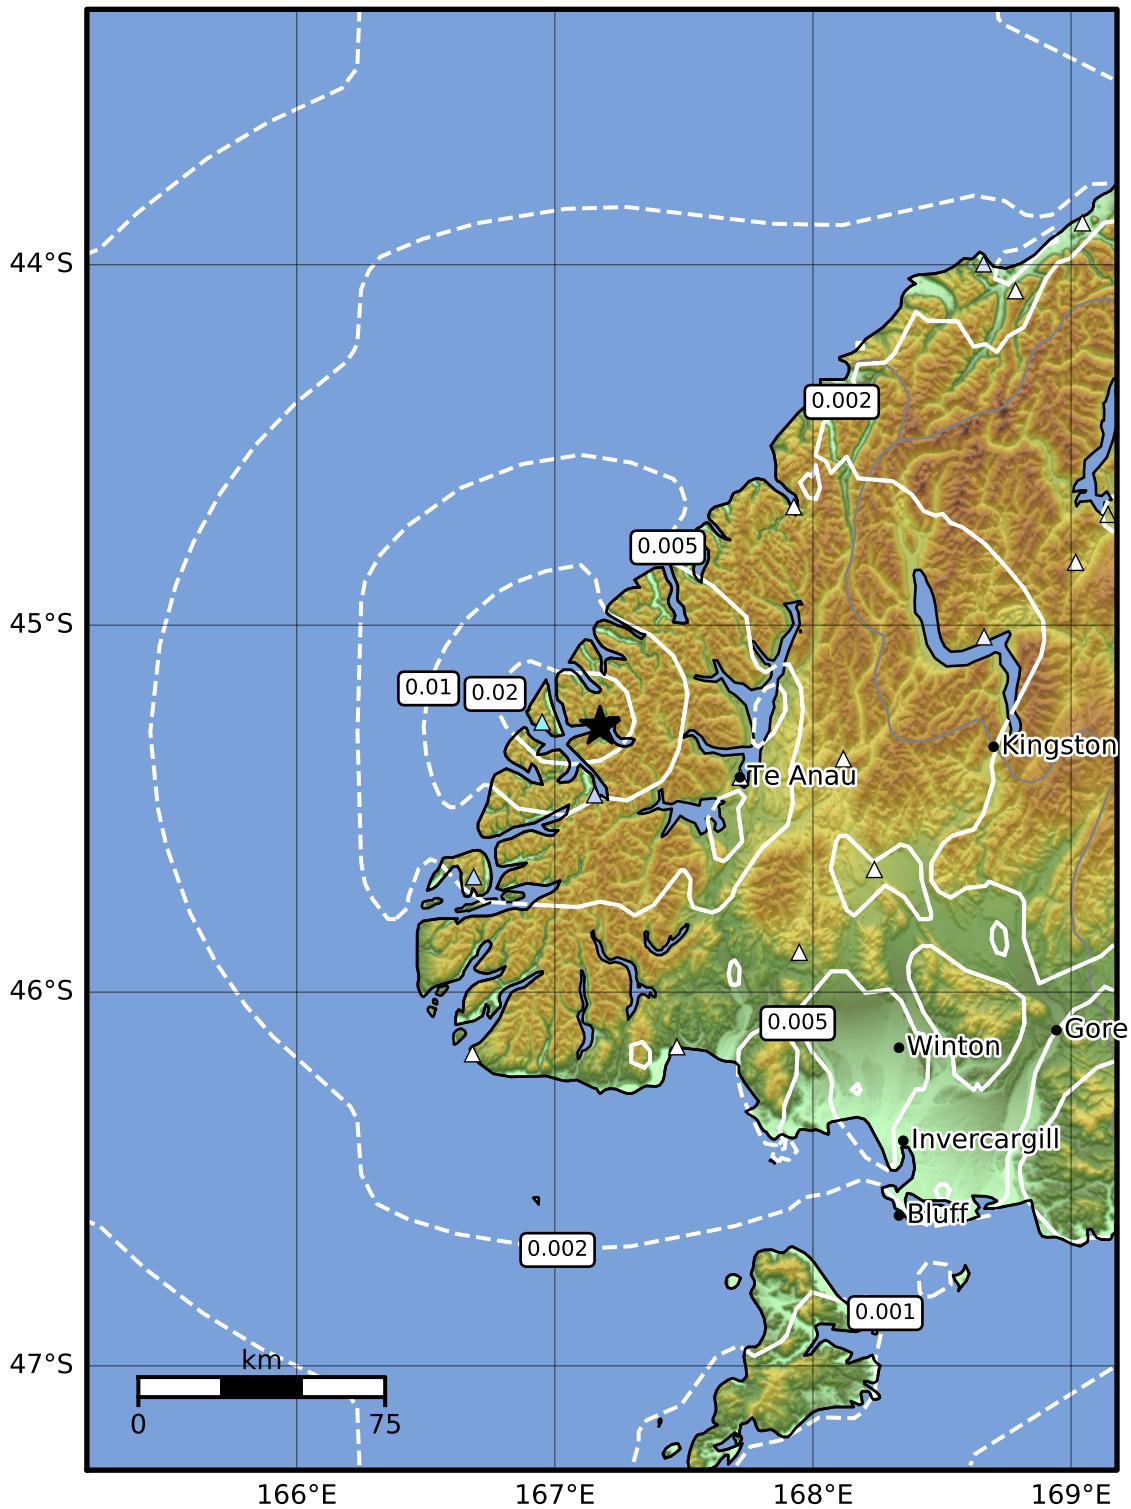 44°S
0.002
0.005
45°S
0.01
0.02
Kingston
Te Anau
46°S
0.005
Gore
Winton
Invercargill
Bluff
0.002
0.001
47°S
km
0
75
166°E
167°E
168°E
169°E